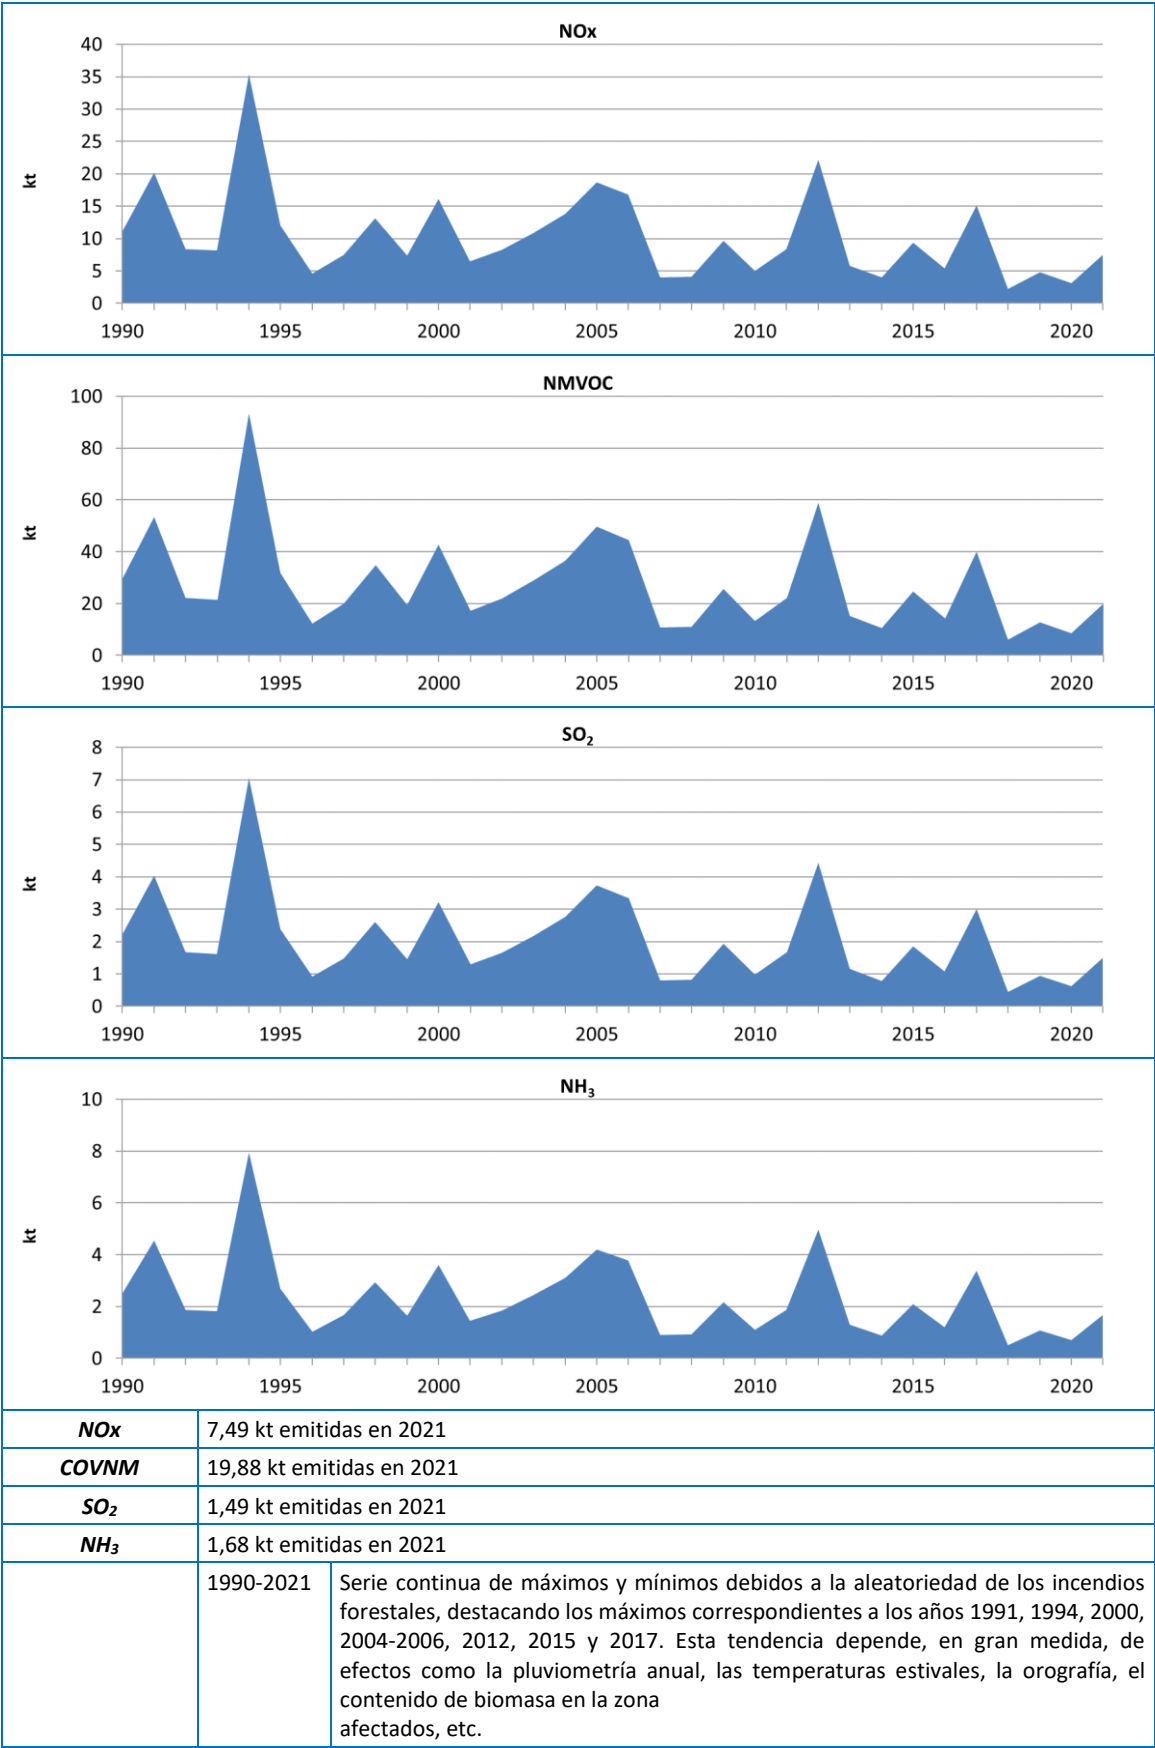 NOx
40
35
30
25
20
15
10
5
0
kt
1990 1995 2000 2005 2010 2015 2020
NMVOC
100
80
60
40
20
0
kt
1990 1995 2000 2005 2010 2015 2020
SO₂
8
7
6
5
4
3
2
1
0
kt
1990 1995 2000 2005 2010 2015 2020
NH₃
10
8
6
4
2
0
kt
1990 1995 2000 2005 2010 2015 2020
NOx 7,49 kt emitidas en 2021
COVNM 19,88 kt emitidas en 2021
SO₂ 1,49 kt emitidas en 2021
NH₃ 1,68 kt emitidas en 2021
1990-2021 Serie continua de máximos y mínimos debidos a la aleatoriedad de los incendios
forestales, destacando los máximos correspondientes a los años 1991, 1994, 2000,
2004-2006, 2012, 2015 y 2017. Esta tendencia depende, en gran medida, de
efectos como la pluviometría anual, las temperaturas estivales, la orografía, el
contenido de biomasa en la zona
afectados, etc.